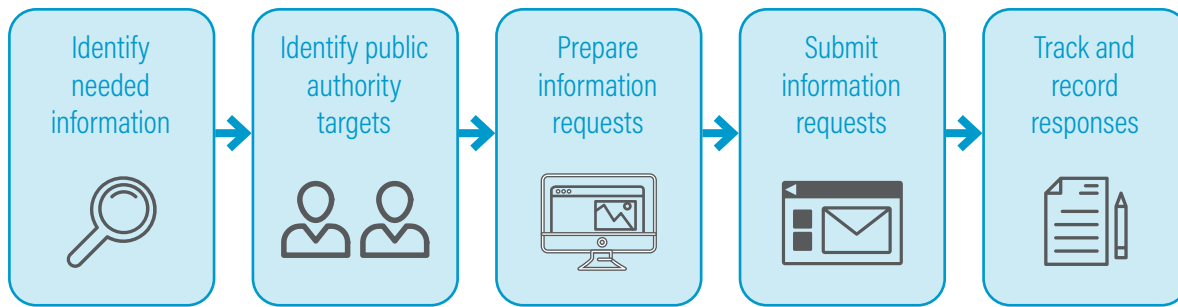 Identify
needed
information
Identify public
authority
targets
Prepare
information
requests
Submit
information
requests
Track and
record
responses